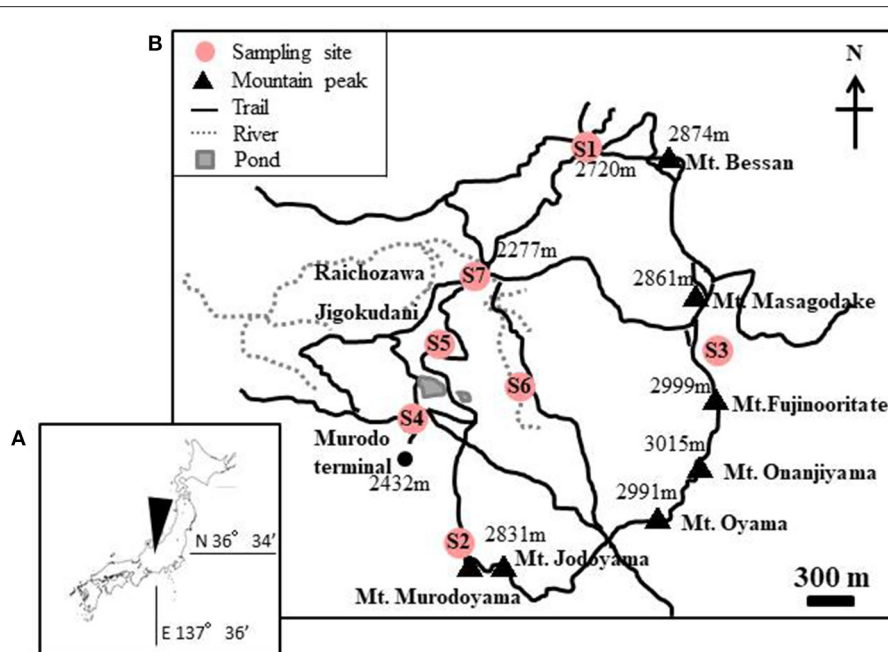 B
Sampling site
Mountain peak
Trail
River
Pond
N
S1
2720m
2874m
Mt. Bessan
2277m
S7
Raichozawa
Jigokudani
2861m
Mt. Masagodake
S5
S3
S6
2999m
Mt.Fujinooritate
S4
Murodo
terminal
2432m
3015m
Mt. Onanjiyama
2991m
Mt. Oyama
S2
2831m
Mt. Jodoyama
Mt. Murodoyama
300 m
A
N 36° 34′
E 137° 36′